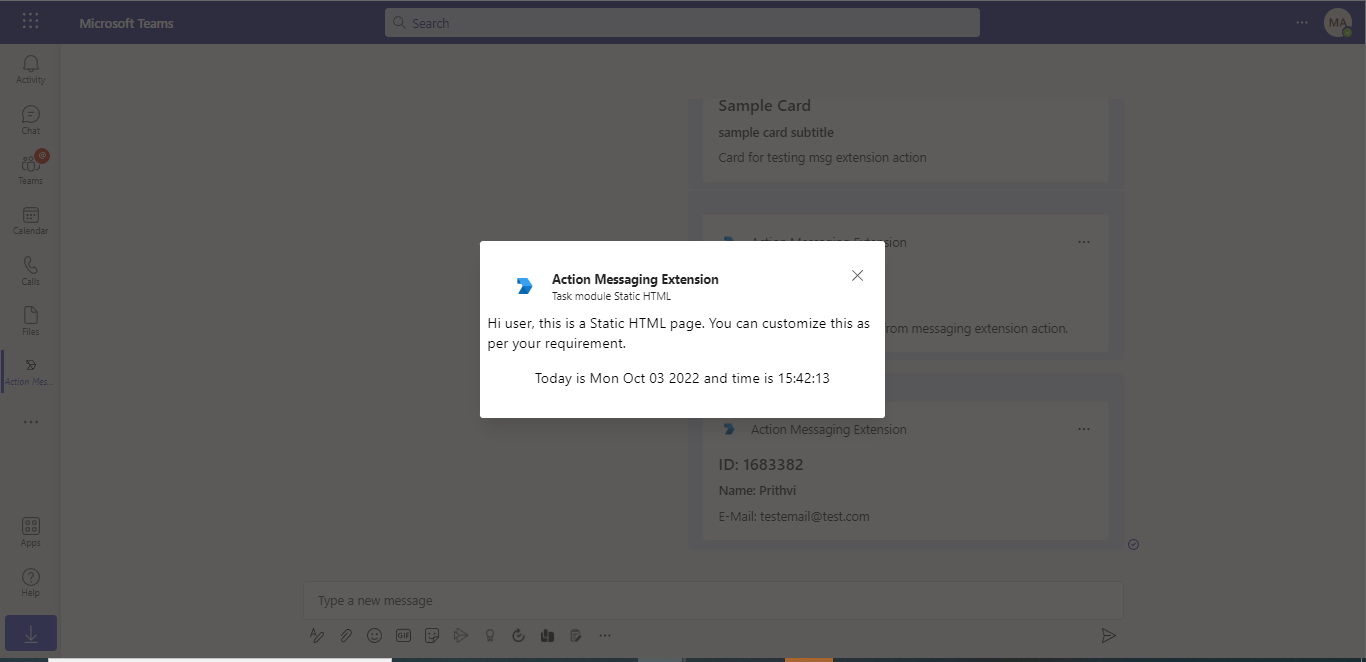 Microsoft Teams
Search
MA
Activity
Chat
@
Teams
Calendar
Calls
Files
Action Mes...
Apps
Help
Sample Card
sample card subtitle
Card for testing msg extension action
Action Messaging Extension
Action Messaging Extension
Task module Static HTML
Hi user, this is a Static HTML page. You can customize this as
per your requirement.
Today is Mon Oct 03 2022 and time is 15:42:13
from messaging extension action.
Action Messaging Extension
ID: 1683382
Name: Prithvi
E-Mail: testemail@test.com
Type a new message
GIF